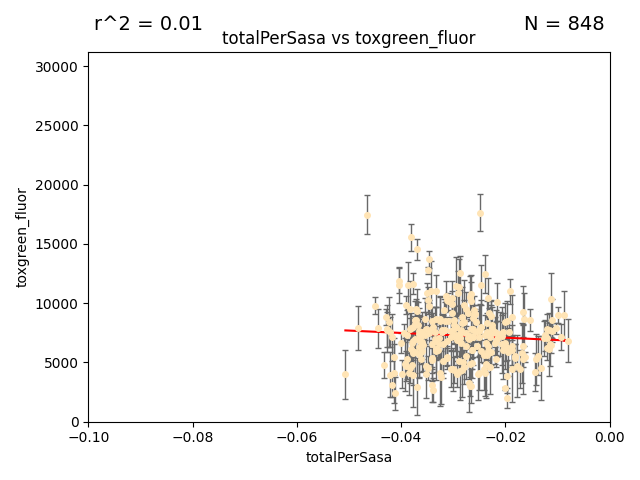 r^2 = 0.01
N = 848
totalPerSasa vs toxgreen_fluor
30000
25000
20000
15000
10000
5000
0
toxgreen_fluor
−0.10
−0.08
−0.06
−0.04
−0.02
0.00
totalPerSasa